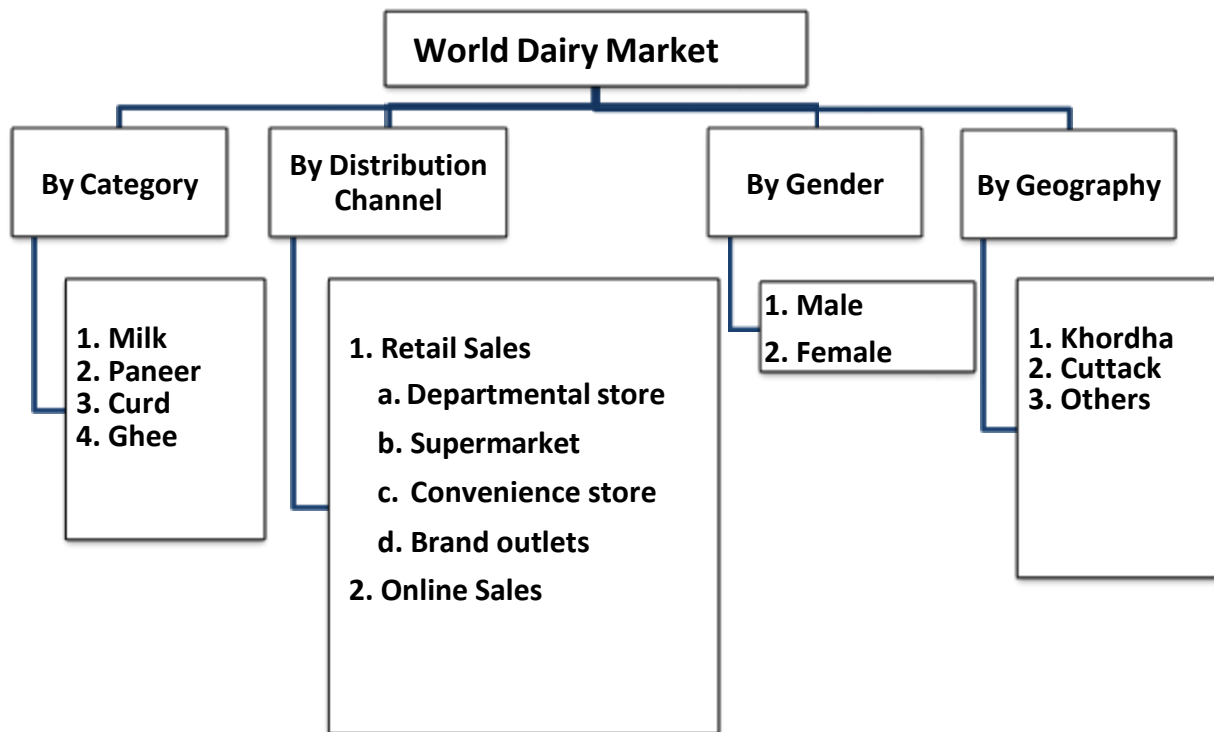 World Dairy Market
By Category
1. Milk
2. Paneer
3. Curd
4. Ghee
By Distribution
Channel
1. Retail Sales
a. Departmental store
b. Supermarket
c. Convenience store
d. Brand outlets
2. Online Sales
By Gender
1. Male
2. Female
By Geography
1. Khordha
2. Cuttack
3. Others